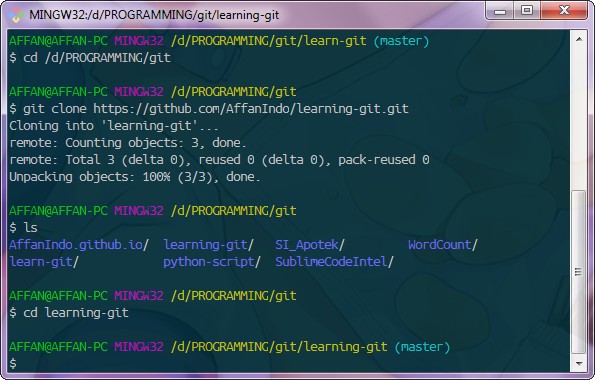 MINGW32:/d/PROGRAMMING/git/learning-git
AFFAN@AFFAN-PC MINGW32 /d/PROGRAMMING/git/learn-git (master)
$ cd /d/PROGRAMMING/git
AFFAN@AFFAN-PC MINGW32 /d/PROGRAMMING/git
$ git clone https://github.com/AffanIndo/learning-git.git
Cloning into 'learning-git'...
remote: Counting objects: 3, done.
remote: Total 3 (delta 0), reused 0 (delta 0), pack-reused 0
Unpacking objects: 100% (3/3), done.
AFFAN@AFFAN-PC MINGW32 /d/PROGRAMMING/git
$ ls
AffanIndo.github.io/ learning-git/ SI_Apotek/ WordCount/
learn-git/ python-script/ SublimeCodeIntel/
AFFAN@AFFAN-PC MINGW32 /d/PROGRAMMING/git
$ cd learning-git
AFFAN@AFFAN-PC MINGW32 /d/PROGRAMMING/git/learning-git (master)
$